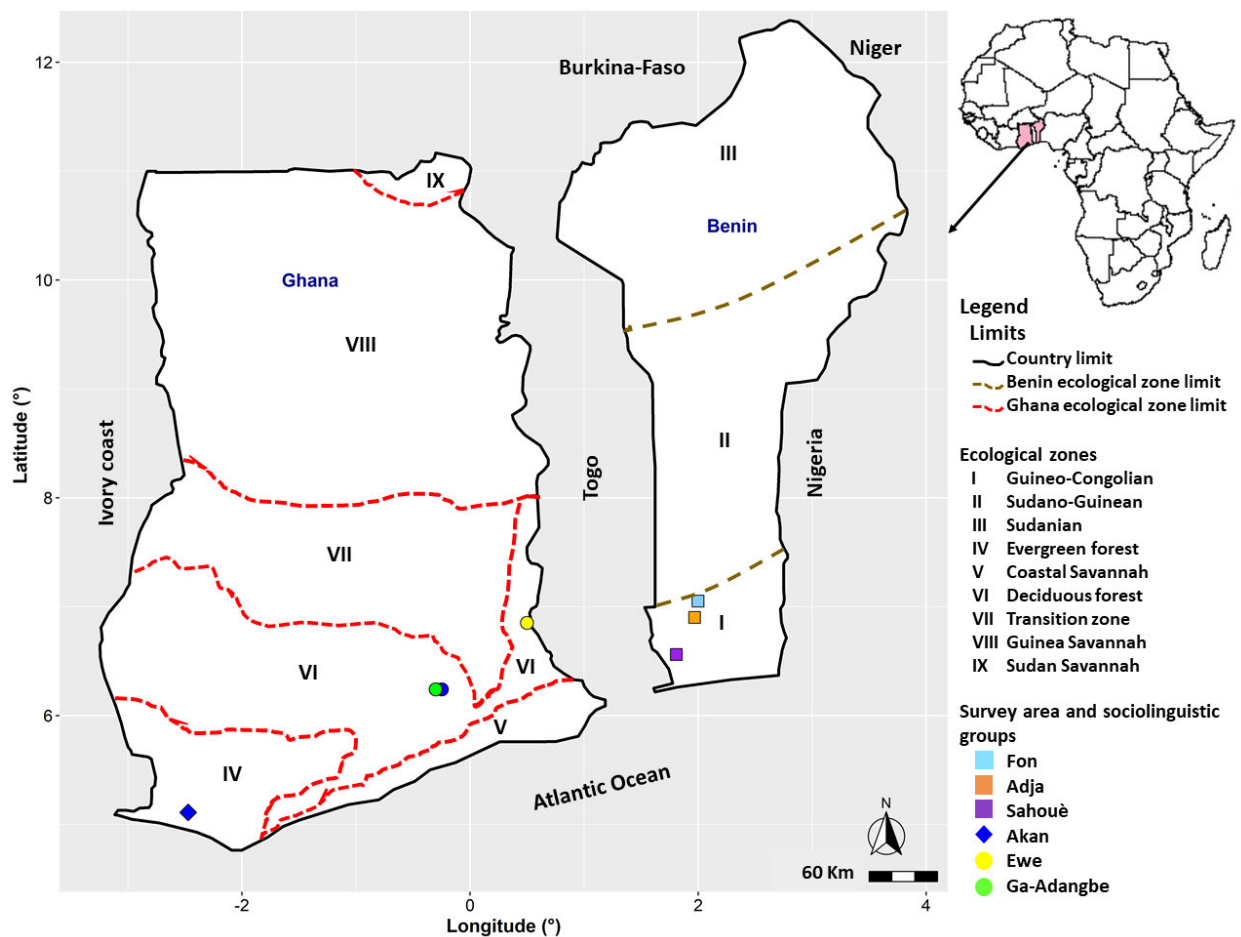 12
10
8
6
Latitude (°)
-2
0
2
4
Longitude (°)
Burkina-Faso
Niger
III
Benin
IX
Ghana
VIII
II
Ivory coast
Togo
Nigeria
VII
I
VI
VI
V
IV
Atlantic Ocean
N
60 Km
Legend
Limits
Country limit
Benin ecological zone limit
Ghana ecological zone limit
Ecological zones
I Guineo-Congolian
II Sudano-Guinean
III Sudanian
IV Evergreen forest
V Coastal Savannah
VI Deciduous forest
VII Transition zone
VIII Guinea Savannah
IX Sudan Savannah
Survey area and sociolinguistic
groups
Fon
Adja
Sahouè
Akan
Ewe
Ga-Adangbe